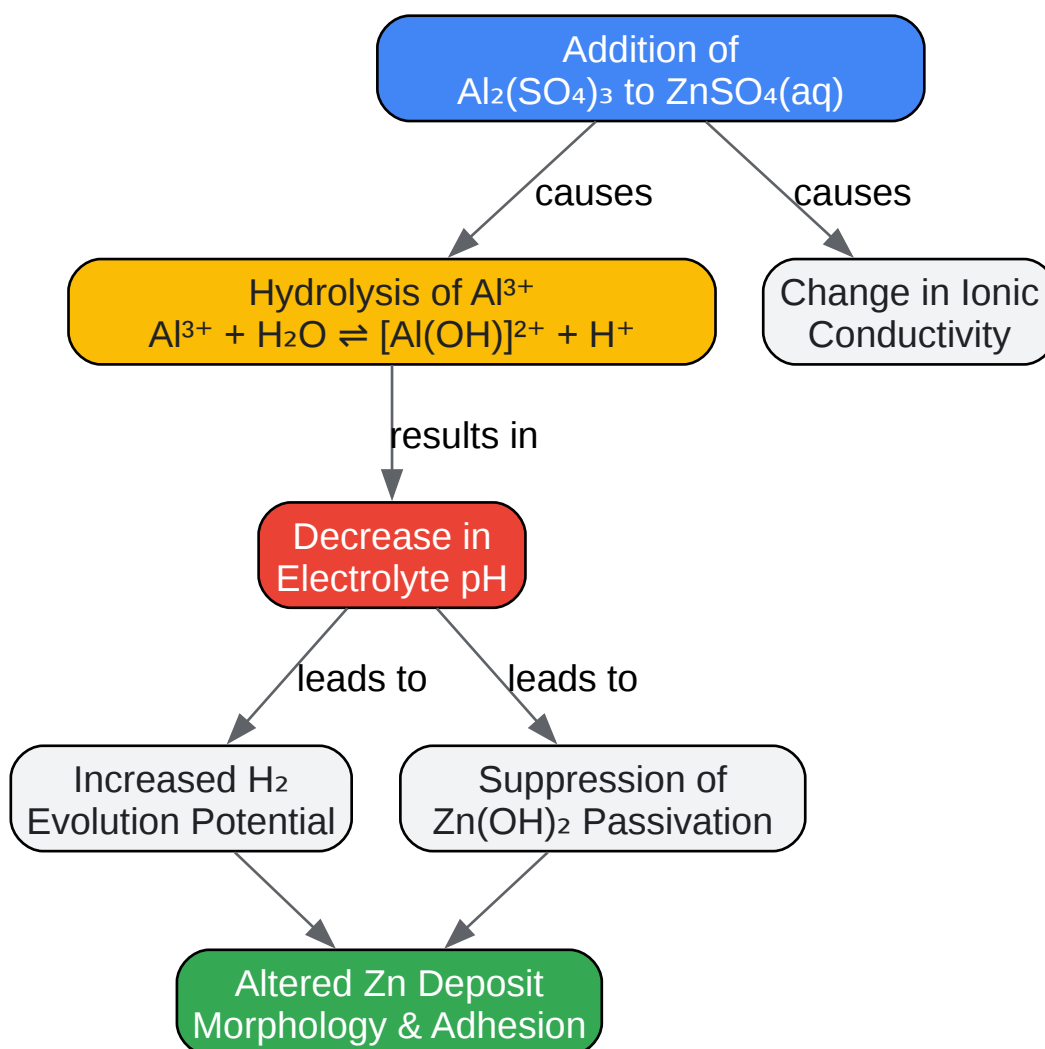 Addition of
Al₂(SO₄)₃ to ZnSO₄(aq)
causes
causes
Hydrolysis of Al³⁺
Al³⁺ + H₂O ⇌ [Al(OH)]²⁺ + H⁺
Change in Ionic
Conductivity
results in
Decrease in
Electrolyte pH
leads to
leads to
Increased H₂
Evolution Potential
Suppression of
Zn(OH)₂ Passivation
Altered Zn Deposit
Morphology & Adhesion